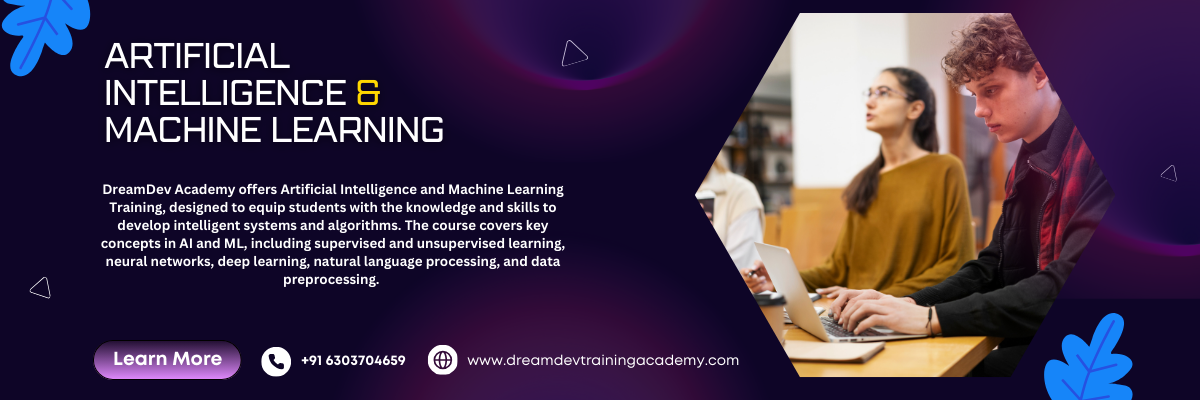 ARTIFICIAL
INTELLIGENCE &
MACHINE LEARNING
DreamDev Academy offers Artificial Intelligence and Machine Learning
Training, designed to equip students with the knowledge and skills to
develop intelligent systems and algorithms. The course covers key
concepts in AI and ML, including supervised and unsupervised learning,
neural networks, deep learning, natural language processing, and data
preprocessing.
Learn More
+91 6303704659
www.dreamdevtrainingacademy.com